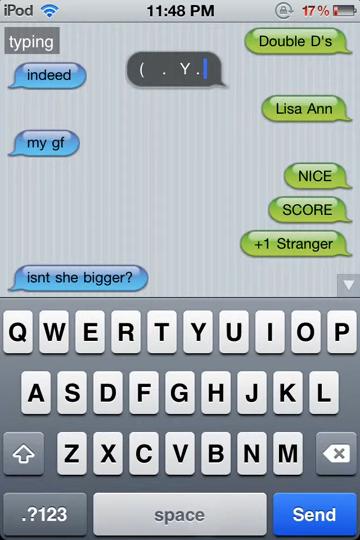 iPod 11:48 PM 17%
typing
Double D's
( . Y .
indeed
Lisa Ann
my gf
NICE
SCORE
+1 Stranger
isnt she bigger?
Q W E R T Y U I O P
A S D F G H J K L
Z X C V B N M
.?123 space Send